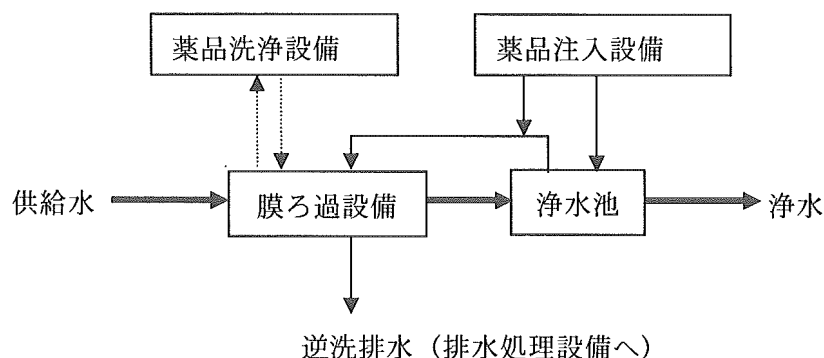 薬品洗浄設備
薬品注入設備
供給水
膜ろ過設備
浄水池
浄水
逆洗排水（排水処理設備へ）